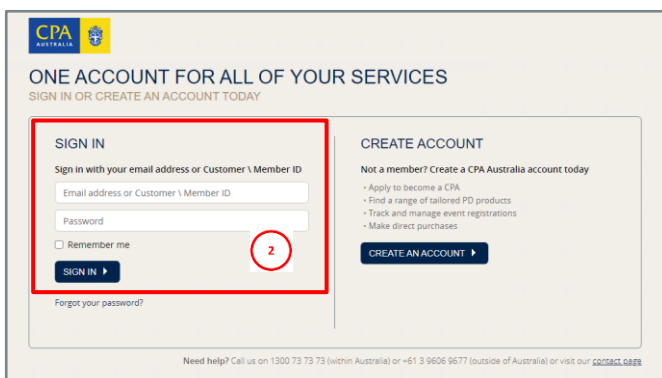 CPA
AUSTRALIA
ONE ACCOUNT FOR ALL OF YOUR SERVICES
SIGN IN OR CREATE AN ACCOUNT TODAY
SIGN IN
Sign in with your email address or Customer \ Member ID
Email address or Customer \ Member ID
Password
Remember me
2
SIGN IN
Forgot your password?
CREATE ACCOUNT
Not a member? Create a CPA Australia account today
• Apply to become a CPA
• Find a range of tailored PD products
• Track and manage event registrations
• Make direct purchases
CREATE AN ACCOUNT
Need help? Call us on 1300 73 73 73 (within Australia) or +61 3 9606 9677 (outside of Australia) or visit our contact page